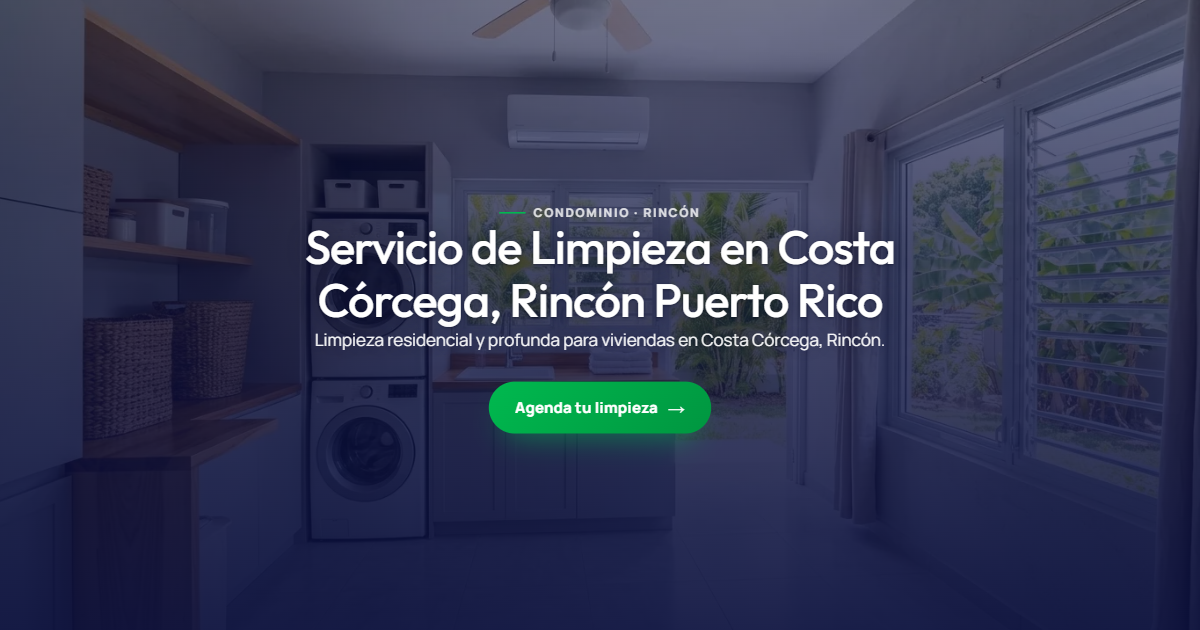 CONDOMINIO · RINCÓN
Servicio de Limpieza en Costa
Córcega, Rincón Puerto Rico
Limpieza residencial y profunda para viviendas en Costa Córcega, Rincón.
Agenda tu limpieza →